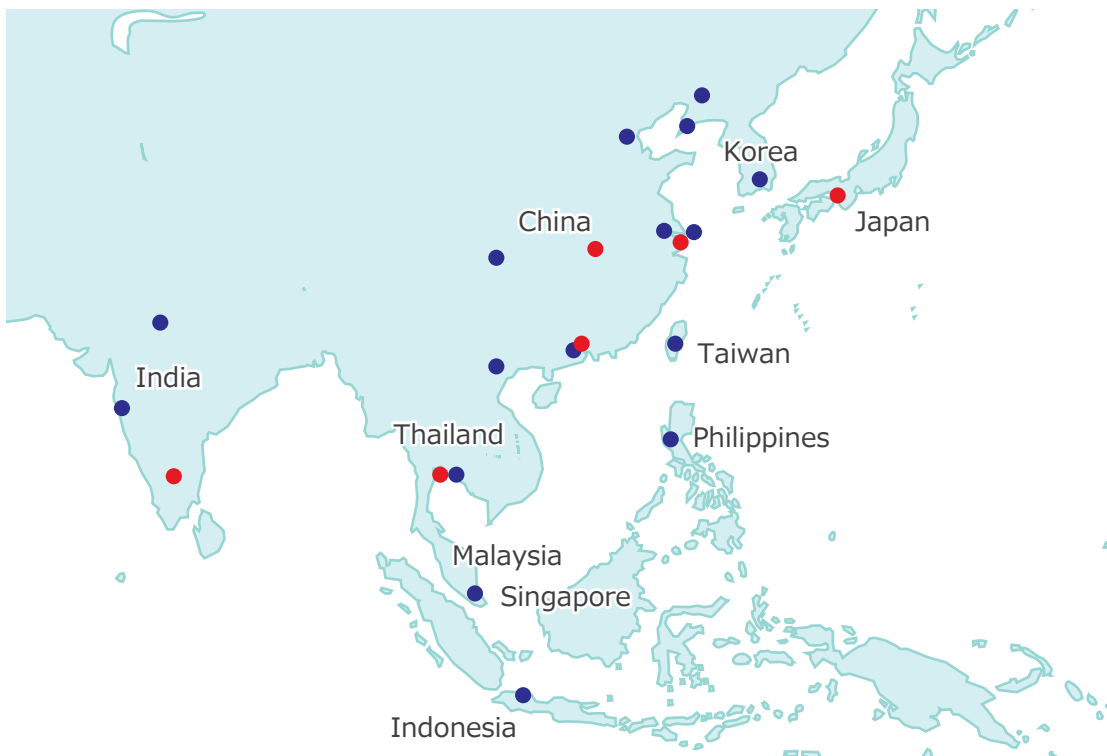 Korea
China
Japan
Taiwan
India
Thailand
Philippines
Malaysia
Singapore
Indonesia